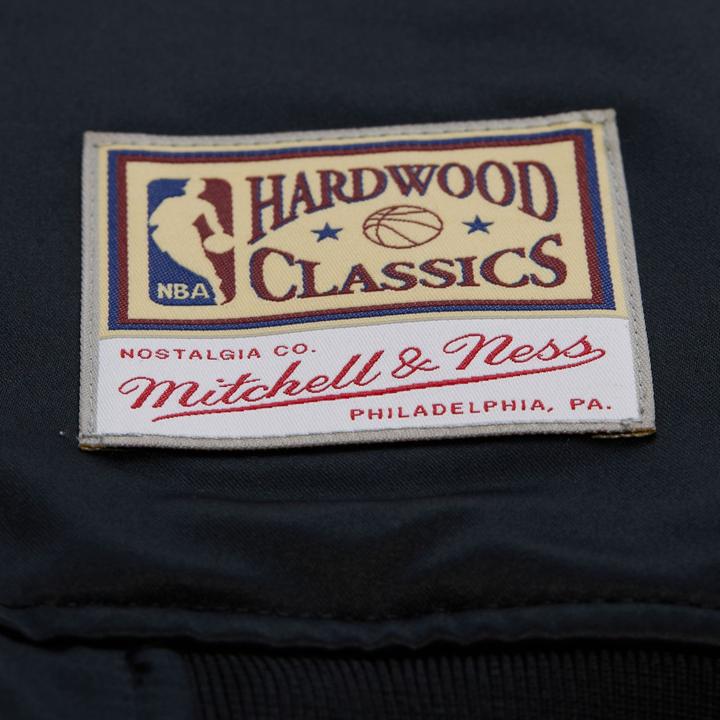 NBA
HARDWOOD
CLASSICS
NOSTALGIA CO.
Mitchell & Ness
PHILADELPHIA, PA.